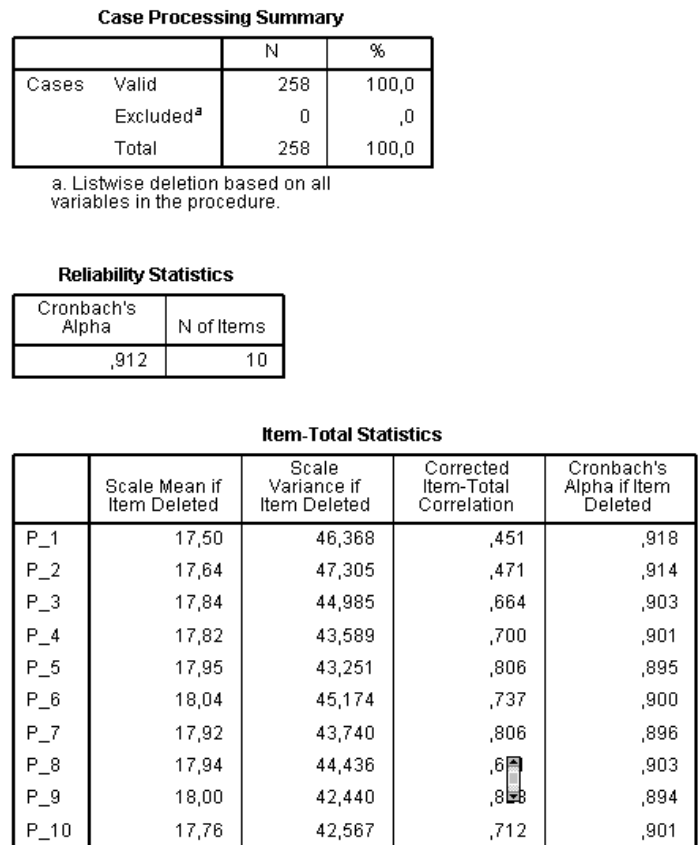 Case Processing Summary
N %
Cases Valid 258 100,0
Excludedª 0 ,0
Total 258 100,0
a. Listwise deletion based on all
variables in the procedure.
Reliability Statistics
Cronbach's
Alpha N of Items
,912 10
Item-Total Statistics
Scale Mean if
Item Deleted Scale
Variance if
Item Deleted Corrected
Item-Total
Correlation Cronbach's
Alpha if Item
Deleted
P_1 17,50 46,368 ,451 ,918
P_2 17,64 47,305 ,471 ,914
P_3 17,84 44,985 ,664 ,903
P_4 17,82 43,589 ,700 ,901
P_5 17,95 43,251 ,806 ,895
P_6 18,04 45,174 ,737 ,900
P_7 17,92 43,740 ,806 ,896
P_8 17,94 44,436 ,903
P_9 18,00 42,440 ,894
P_10 17,76 42,567 ,712 ,901